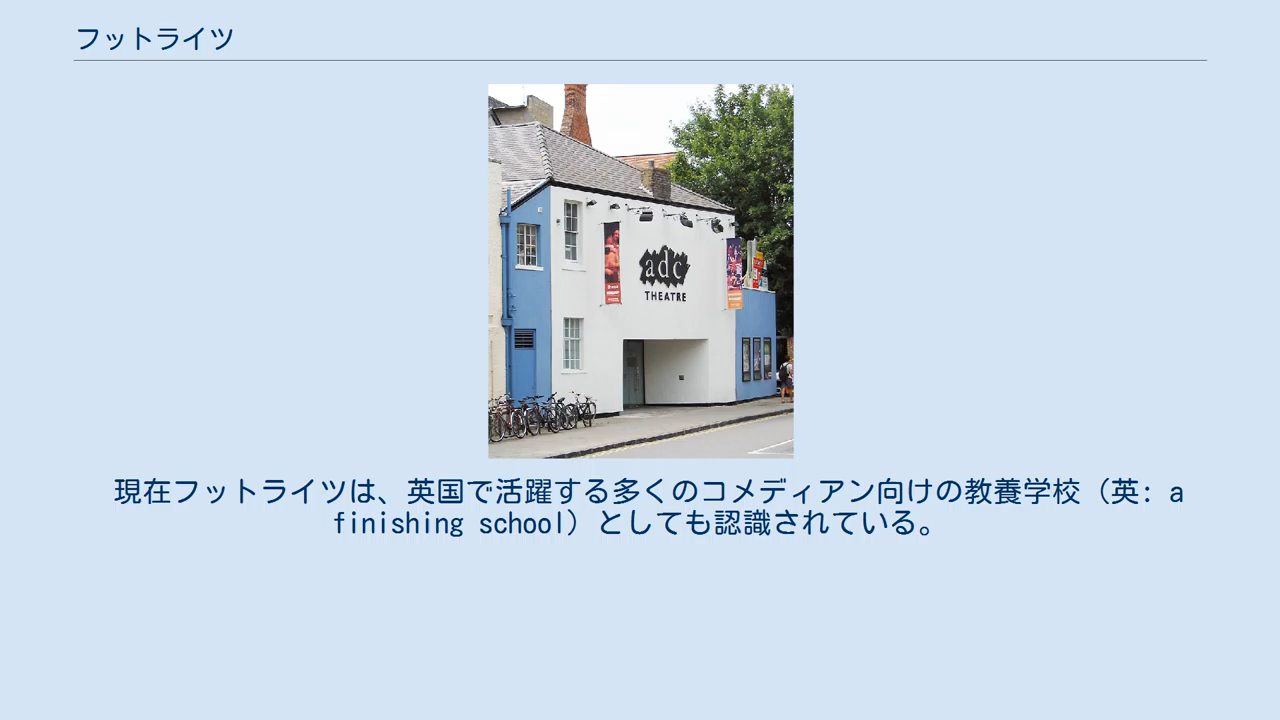 フットライツ
adc
THEATRE
現在フットライツは、英国で活躍する多くのコメディアン向けの教養学校（英: a
finishing school）としても認識されている。